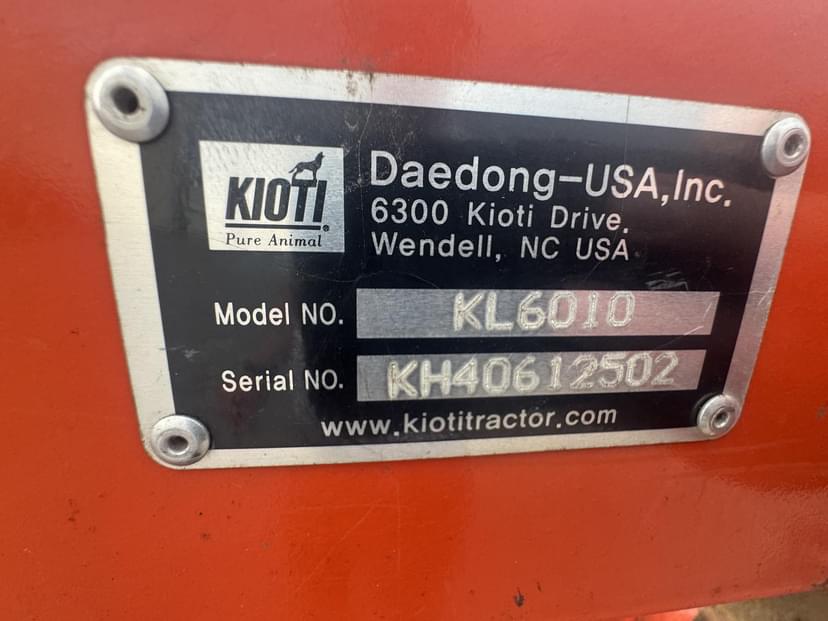 KIOTI®
Pure Animal
Daedong-USA, Inc.
6300 Kioti Drive.
Wendell, NC USA
Model NO. KL6010
Serial NO. KH40612502
www.kiotitractor.com